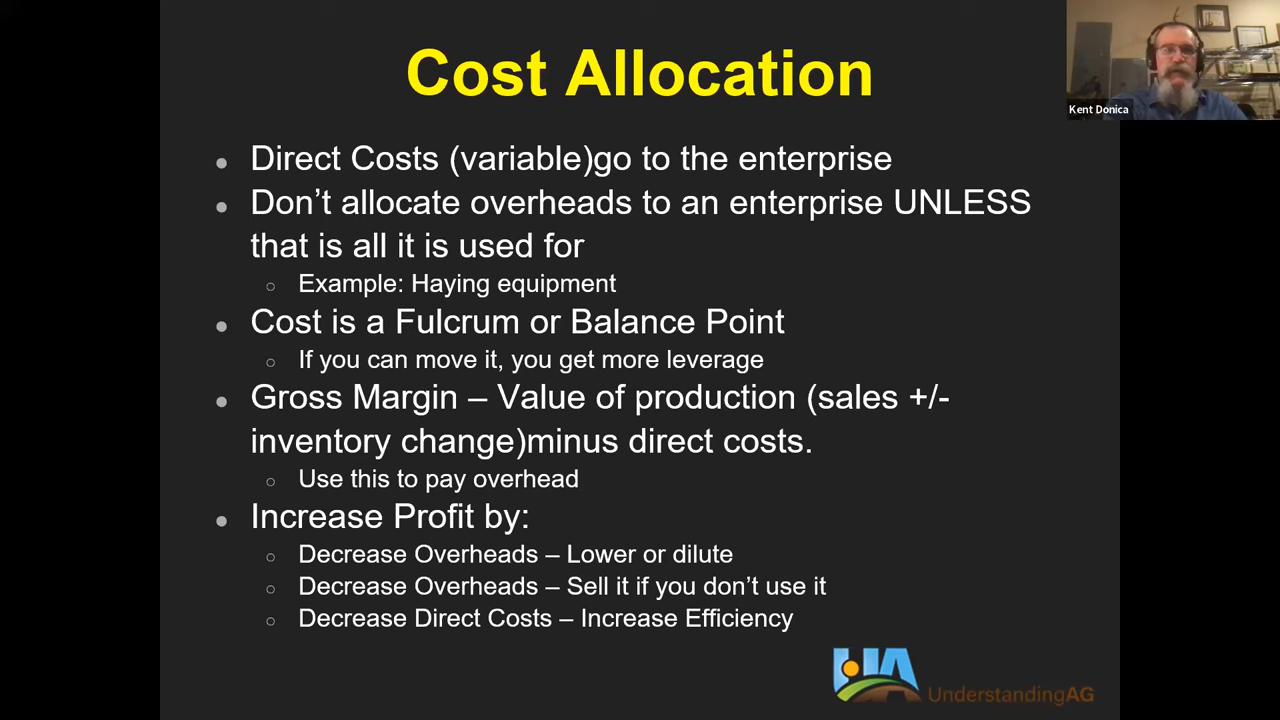 Cost Allocation
Kent Donica
● Direct Costs (variable)go to the enterprise
● Don’t allocate overheads to an enterprise UNLESS
that is all it is used for
○ Example: Haying equipment
● Cost is a Fulcrum or Balance Point
○ If you can move it, you get more leverage
● Gross Margin – Value of production (sales +/-
inventory change)minus direct costs.
○ Use this to pay overhead
● Increase Profit by:
○ Decrease Overheads – Lower or dilute
○ Decrease Overheads – Sell it if you don’t use it
○ Decrease Direct Costs – Increase Efficiency
UA
UnderstandingAG